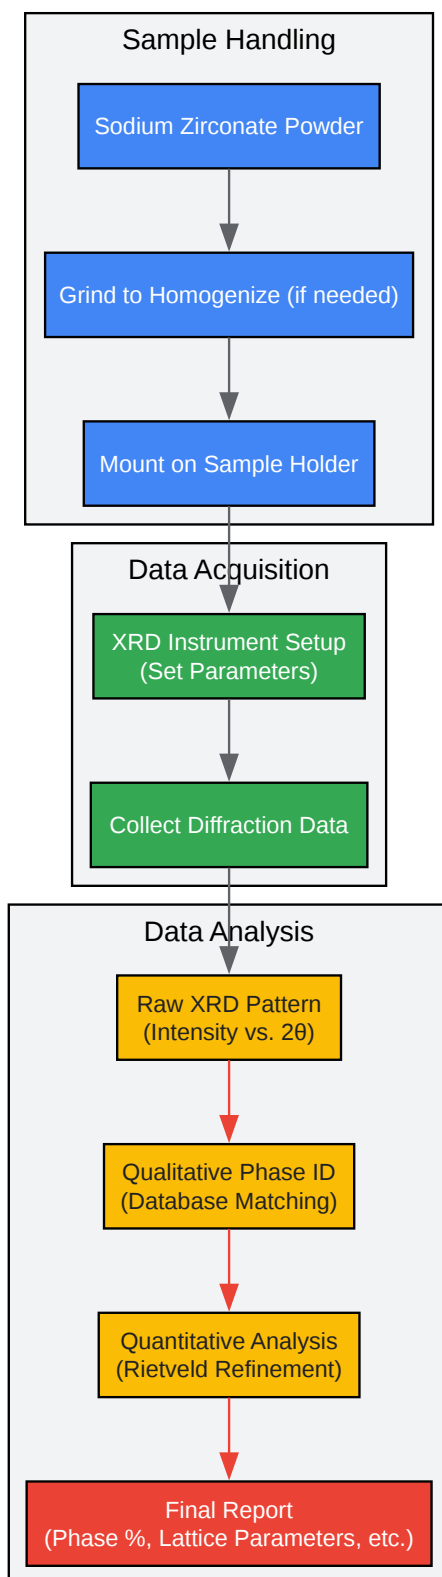 Sample Handling
Sodium Zirconate Powder
Grind to Homogenize (if needed)
Mount on Sample Holder
Data Acquisition
XRD Instrument Setup
(Set Parameters)
Collect Diffraction Data
Data Analysis
Raw XRD Pattern
(Intensity vs. 2θ)
Qualitative Phase ID
(Database Matching)
Quantitative Analysis
(Rietveld Refinement)
Final Report
(Phase %, Lattice Parameters, etc.)